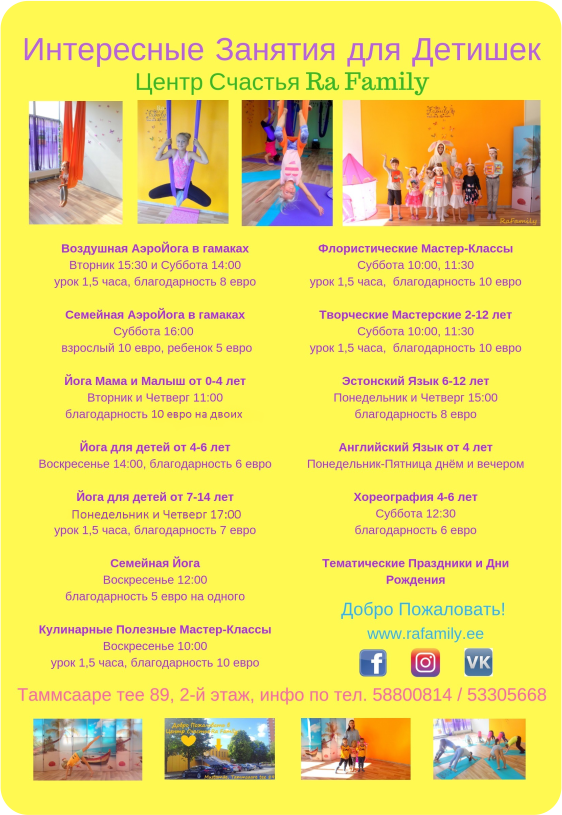 Интересные Занятия для Детишек
Центр Счастья Ra Family
RaFamily
Воздушная АэроЙога в гамаках
Вторник 15:30 и Суббота 14:00
урок 1,5 часа, благодарность 8 евро
Семейная АэроЙога в гамаках
Суббота 16:00
взрослый 10 евро, ребенок 5 евро
Йога Мама и Малыш от 0-4 лет
Вторник и Четверг 11:00
благодарность 10 евро на двоих
Йога для детей от 4-6 лет
Воскресенье 14:00, благодарность 6 евро
Йога для детей от 7-14 лет
Понедельник и Четверг 17:00
урок 1,5 часа, благодарность 7 евро
Семейная Йога
Воскресенье 12:00
благодарность 5 евро на одного
Кулинарные Полезные Мастер-Классы
Воскресенье 10:00
урок 1,5 часа, благодарность 10 евро
Флористические Мастер-Классы
Суббота 10:00, 11:30
урок 1,5 часа, благодарность 10 евро
Творческие Мастерские 2-12 лет
Суббота 10:00, 11:30
урок 1,5 часа, благодарность 10 евро
Эстонский Язык 6-12 лет
Понедельник и Четверг 15:00
благодарность 8 евро
Английский Язык от 4 лет
Понедельник-Пятница днём и вечером
Хореография 4-6 лет
Суббота 12:30
благодарность 6 евро
Тематические Праздники и Дни
Рождения
Добро Пожаловать!
www.rafamily.ee
Таммсааре тее 89, 2-й этаж, инфо по тел. 58800814 / 53305668